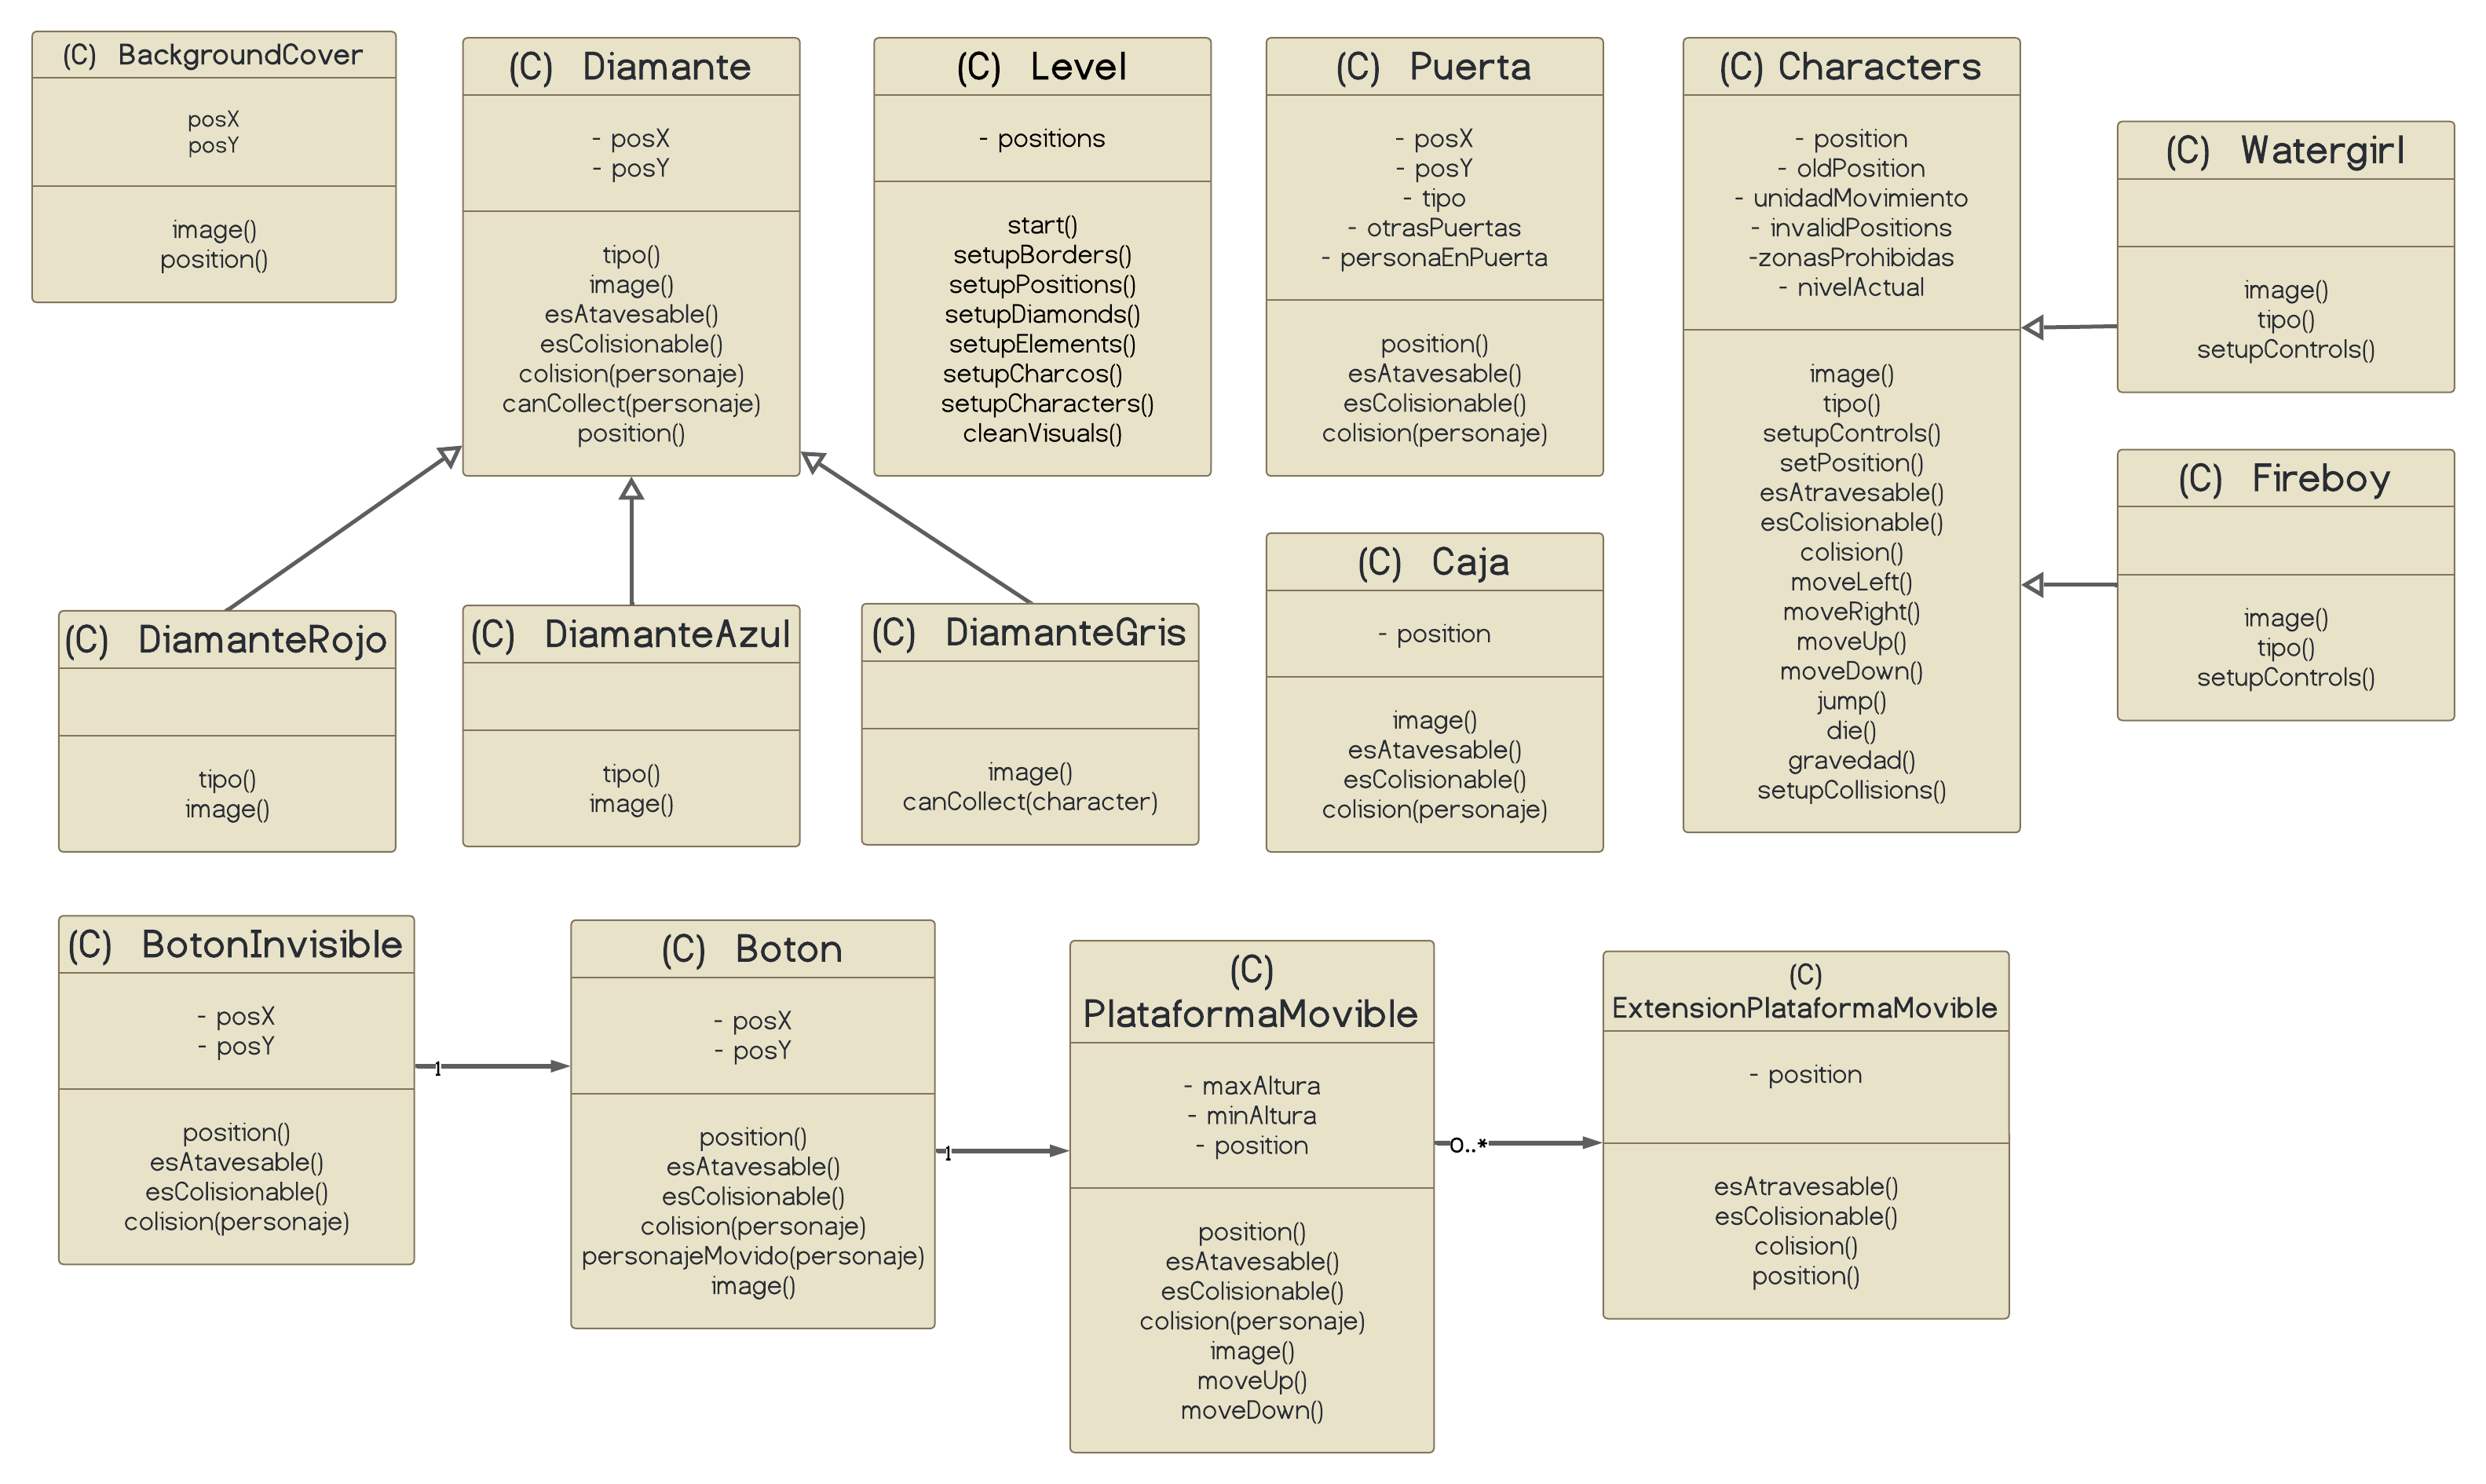 (C) BackgroundCover
posX
posY
image()
position()
(C) Diamante
- posX
- posY
tipo()
image()
esAtavesable()
esColisionable()
colision(personaje)
canCollect(personaje)
position()
(C) Level
- positions
start()
setupBorders()
setupPositions()
setupDiamonds()
setupElements()
setupCharcos()
setupCharacters()
cleanVisuals()
(C) Puerta
- posX
- posY
- tipo
- otrasPuertas
- personaEnPuerta
position()
esAtavesable()
esColisionable()
colision(personaje)
(C) Characters
- position
- oldPosition
- unidadMovimiento
- invalidPositions
-zonasProhibidas
- nivelActual
image()
tipo()
setupControls()
setPosition()
esAtravesable()
esColisionable()
colision()
moveLeft()
moveRight()
moveUp()
moveDown()
jump()
die()
gravedad()
setupCollisions()
(C) Watergirl
image()
tipo()
setupControls()
(C) Fireboy
image()
tipo()
setupControls()
(C) DiamanteRojo
tipo()
image()
(C) DiamanteAzul
tipo()
image()
(C) DiamanteGris
image()
canCollect(character)
(C) Caja
- position
image()
esAtavesable()
esColisionable()
colision(personaje)
(C) BotonInvisible
- posX
- posY
position()
esAtavesable()
esColisionable()
colision(personaje)
1
(C) Boton
- posX
- posY
position()
esAtavesable()
esColisionable()
colision(personaje)
personajeMovido(personaje)
image()
1
(C)
PlataformaMovible
- maxAltura
- minAltura
- position
position()
esAtavesable()
esColisionable()
colision(personaje)
image()
moveUp()
moveDown()
0..*
(C)
ExtensionPlataformaMovible
- position
esAtravesable()
esColisionable()
colision()
position()